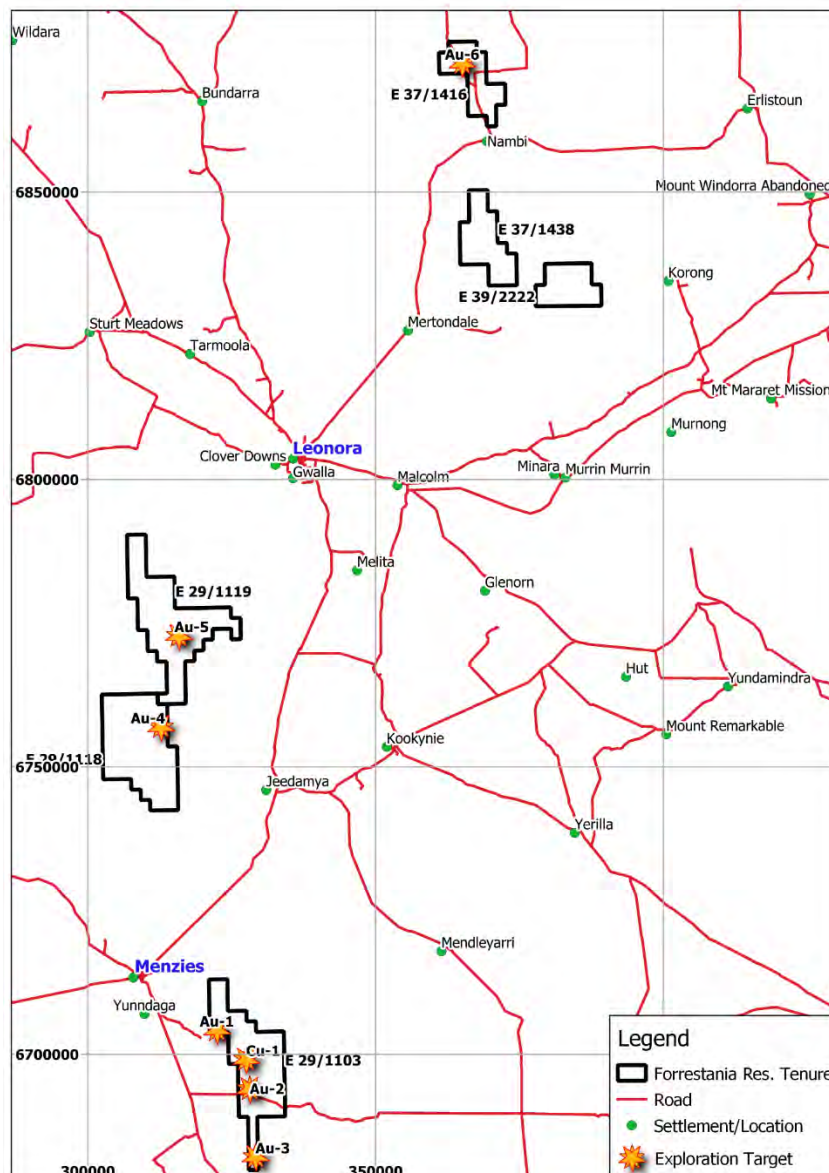 Wildara
Au-6
Bundarra
E 37/1416
Erlistoun
Nambi
Mount Windorra Abandoned
6850000
E 37/1438
Korong
E 39/2222
Sturt Meadows
Mertondale
Tarmoola
Mt Mararet Mission
Murnong
Leonora
Clover Downs
Gwalla
Minara
Murrin Murrin
Malcolm
6800000
Melita
Glenorn
E 29/1119
Au-5
Hut
Yundamindra
Au-4
Mount Remarkable
Kookynie
E 29/1118
6750000
Jeedamya
Yerilla
Mendleyarri
Menzies
Yunndaga
Au-1
Legend
6700000
Cu-1
E 29/1103
Forrestania Res. Tenure
Au-2
Road
Settlement/Location
Au-3
Exploration Target
300000
350000